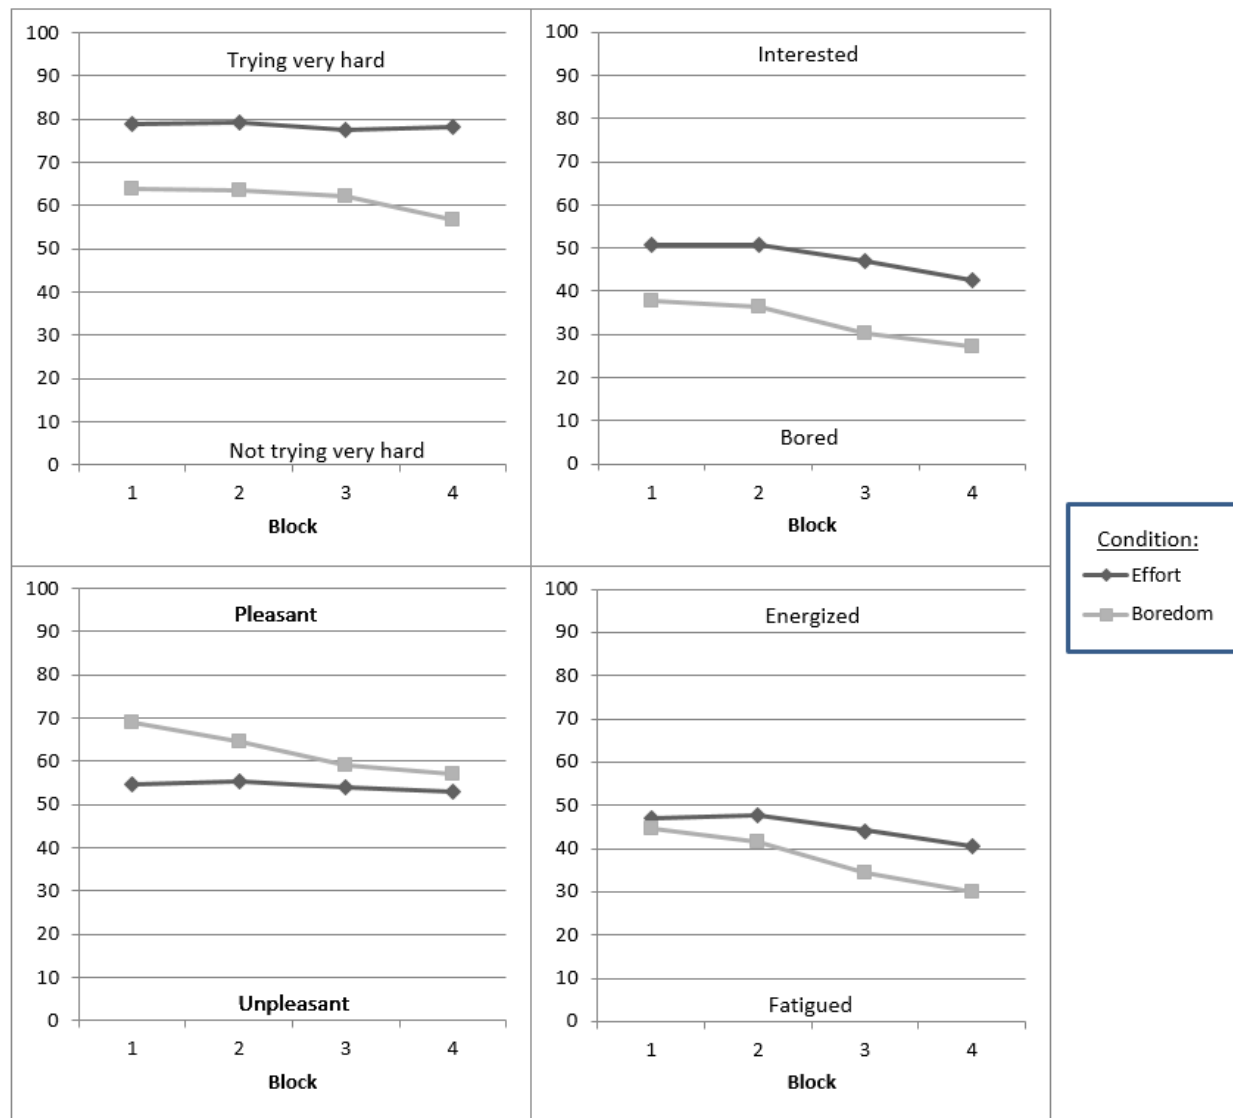 100
90
80
70
60
50
40
30
20
10
0
Trying very hard
Not trying very hard
1 2 3 4
Block
100
90
80
70
60
50
40
30
20
10
0
Interested
Bored
1 2 3 4
Block
100
90
80
70
60
50
40
30
20
10
0
Pleasant
Unpleasant
1 2 3 4
Block
100
90
80
70
60
50
40
30
20
10
0
Energized
Fatigued
1 2 3 4
Block
Condition:
Effort
Boredom